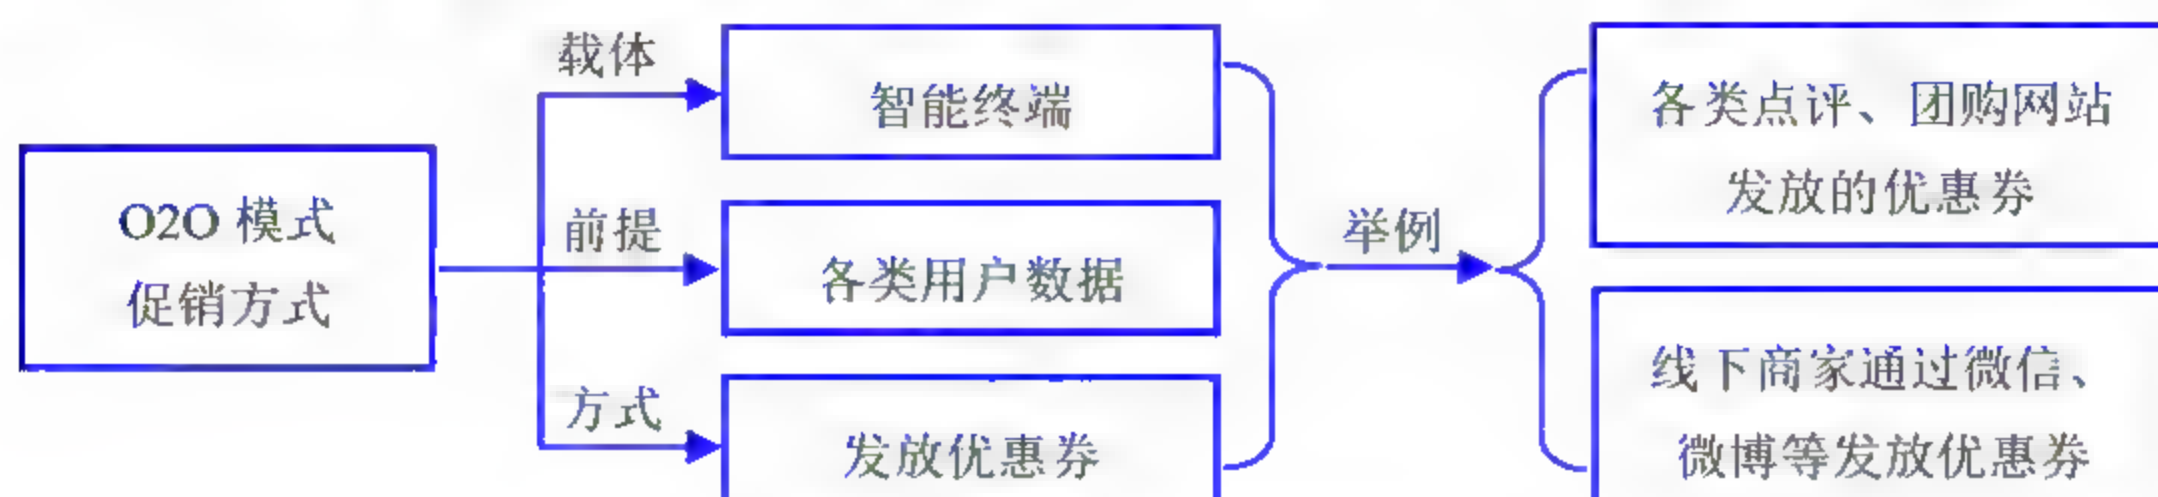 O2O 模式
促销方式
载体
智能终端
前提
各类用户数据
方式
发放优惠券
举例
各类点评、团购网站
发放的优惠券
线下商家通过微信、
微博等发放优惠券